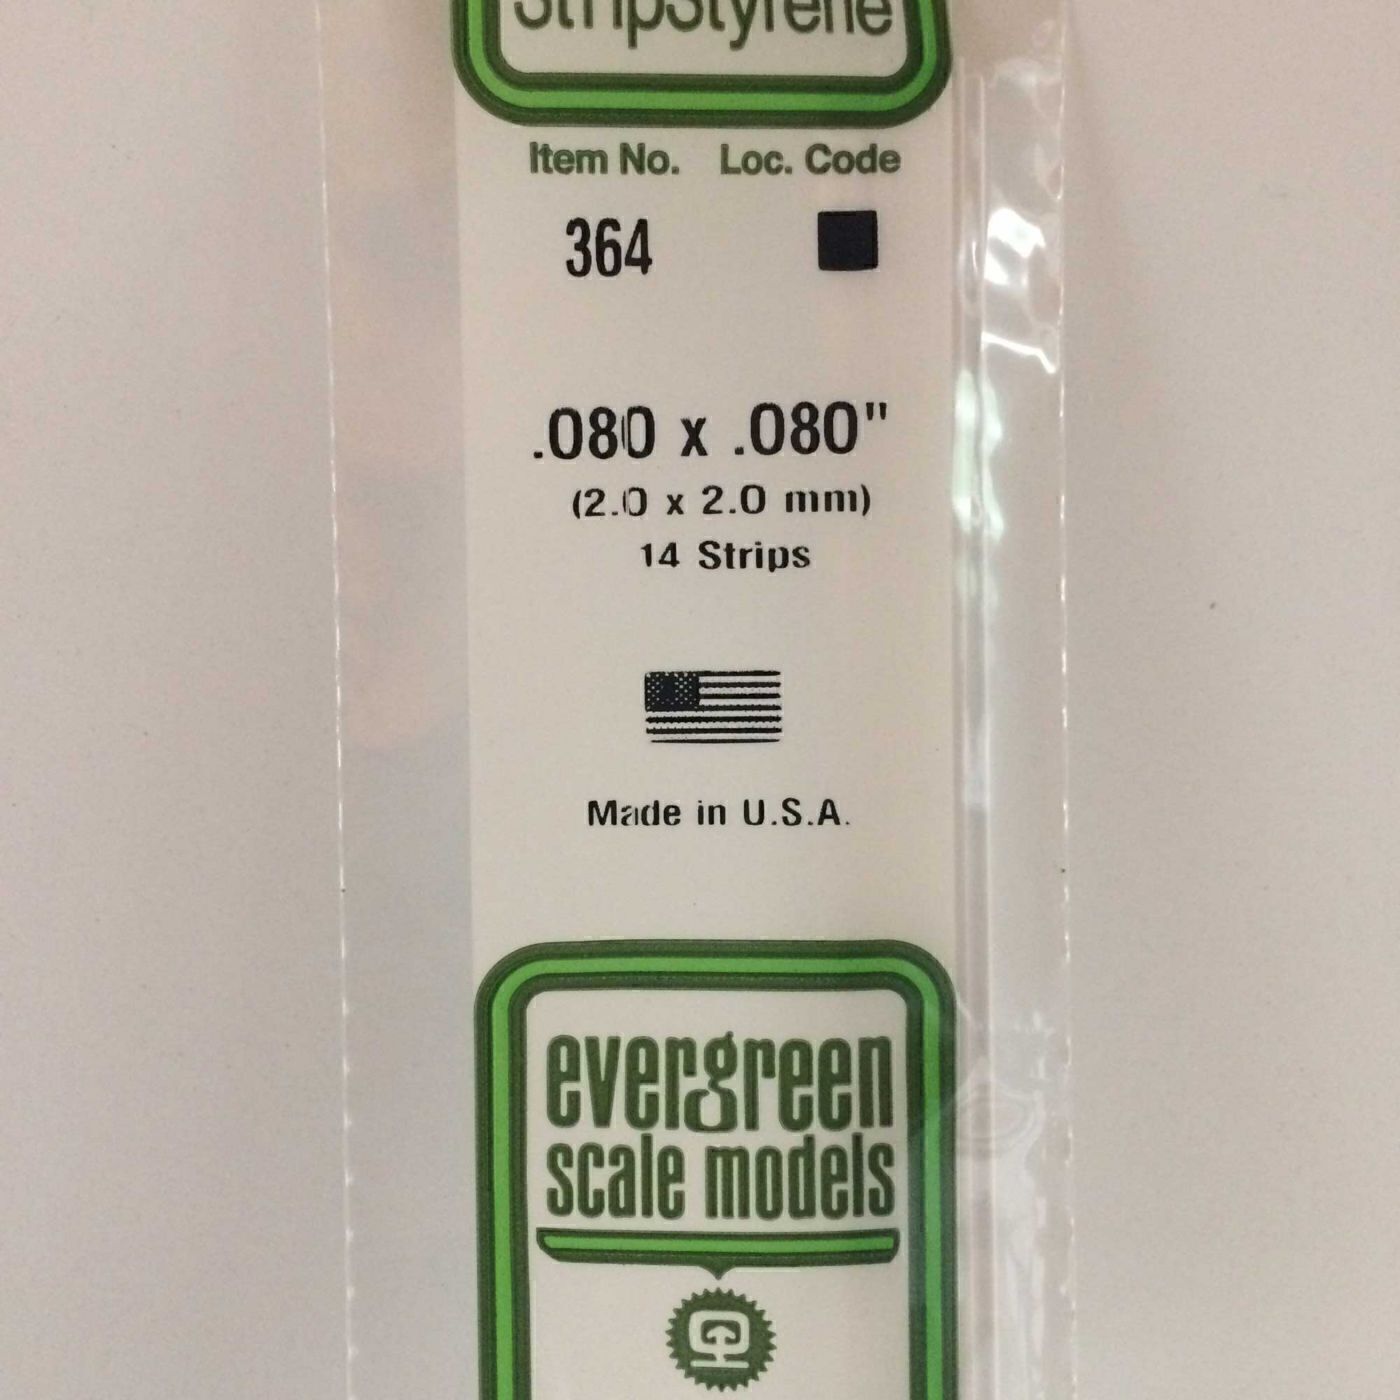 StripStyrene
Item No. Loc. Code
364
.080 x .080"
(2.0 x 2.0 mm)
14 Strips
Made in U.S.A.
evergreen
scale models